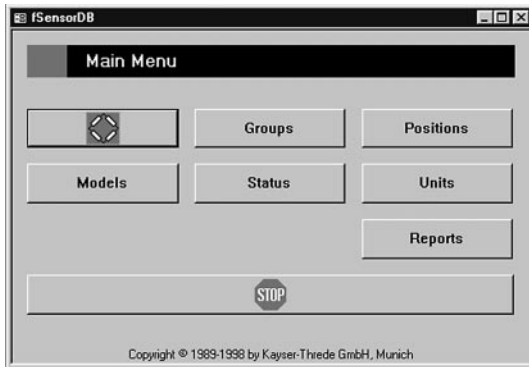 fSensorDB
Main Menu
Groups Positions
Models Status Units
Reports
STOP
Copyright © 1989-1998 by Kayser-Threde GmbH, Munich